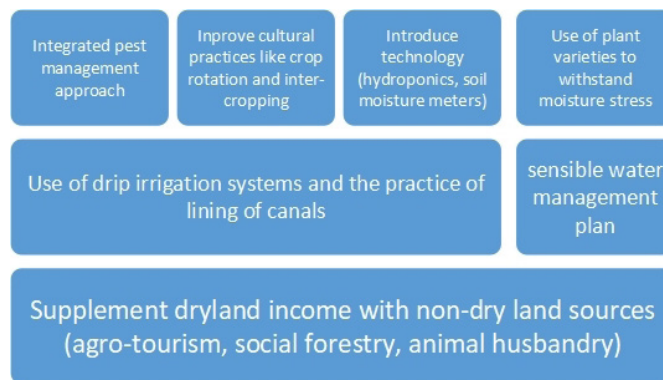 Integrated pest
management
approach
Inprove cultural
practices like crop
rotation and inter-
cropping
Introduce
technology
(hydroponics, soil
moisture meters)
Use of plant
varieties to
withstand
moisture stress
Use of drip irrigation systems and the practice of
lining of canals
sensible water
management
plan
Supplement dryland income with non-dry land sources
(agro-tourism, social forestry, animal husbandry)